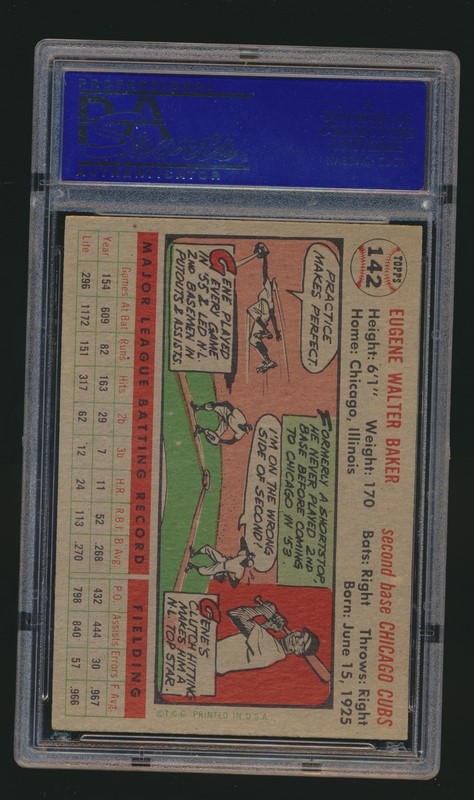 PROFESSIONAL
PSA
AUTHENTICATOR
TOPPS
142
EUGENE WALTER BAKER
second base CHICAGO CUBS
Height: 6'1" Weight: 170 Bats: Right Throws: Right
Home: Chicago, Illinois Born: June 15, 1925
PRACTICE
MAKES PERFECT.
GENE PLAYED
EVERY GAME
IN '55 & LED N.L.
2ND BASEMEN IN
PUTOUTS & ASSISTS
FORMERLY A SHORTSTOP,
HE NEVER PLAYED 2ND
BASE BEFORE COMING
TO CHICAGO IN '53.
I'M ON THE WRONG
SIDE OF SECOND!
GENE'S
CLUTCH HITTING
MAKES HIM A
N.L. TOP STAR.
© T.C.G. PRINTED IN U.S.A.
MAJOR LEAGUE BATTING RECORD FIELDING
Games At Bat Runs Hits 2b 3b H.R. R.B.I. B. Avg. P.O. Assists Errors F. Avg.
Year 154 609 82 163 29 7 11 52 .268 432 444 30 .967
Life 296 1172 151 317 62 12 24 113 .270 798 840 57 .966